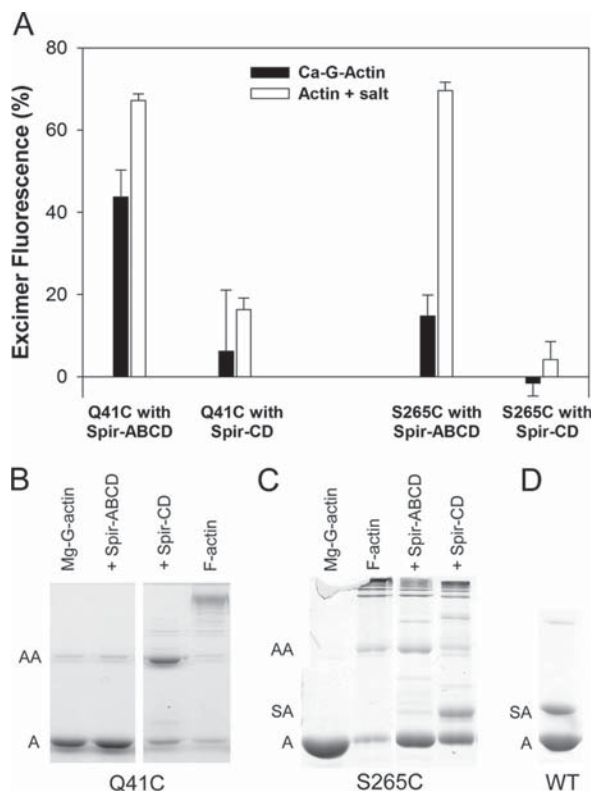 A
80
60
40
20
0
Excimer Fluorescence (%)
Ca-G-Actin
Actin + salt
Q41C with
Spir-ABCD
Q41C with
Spir-CD
S265C with
Spir-ABCD
S265C with
Spir-CD
B
Mg-G-actin
+ Spir-ABCD
+ Spir-CD
F-actin
AA
A
Q41C
C
Mg-G-actin
F-actin
+ Spir-ABCD
+ Spir-CD
AA
SA
A
S265C
D
SA
A
WT